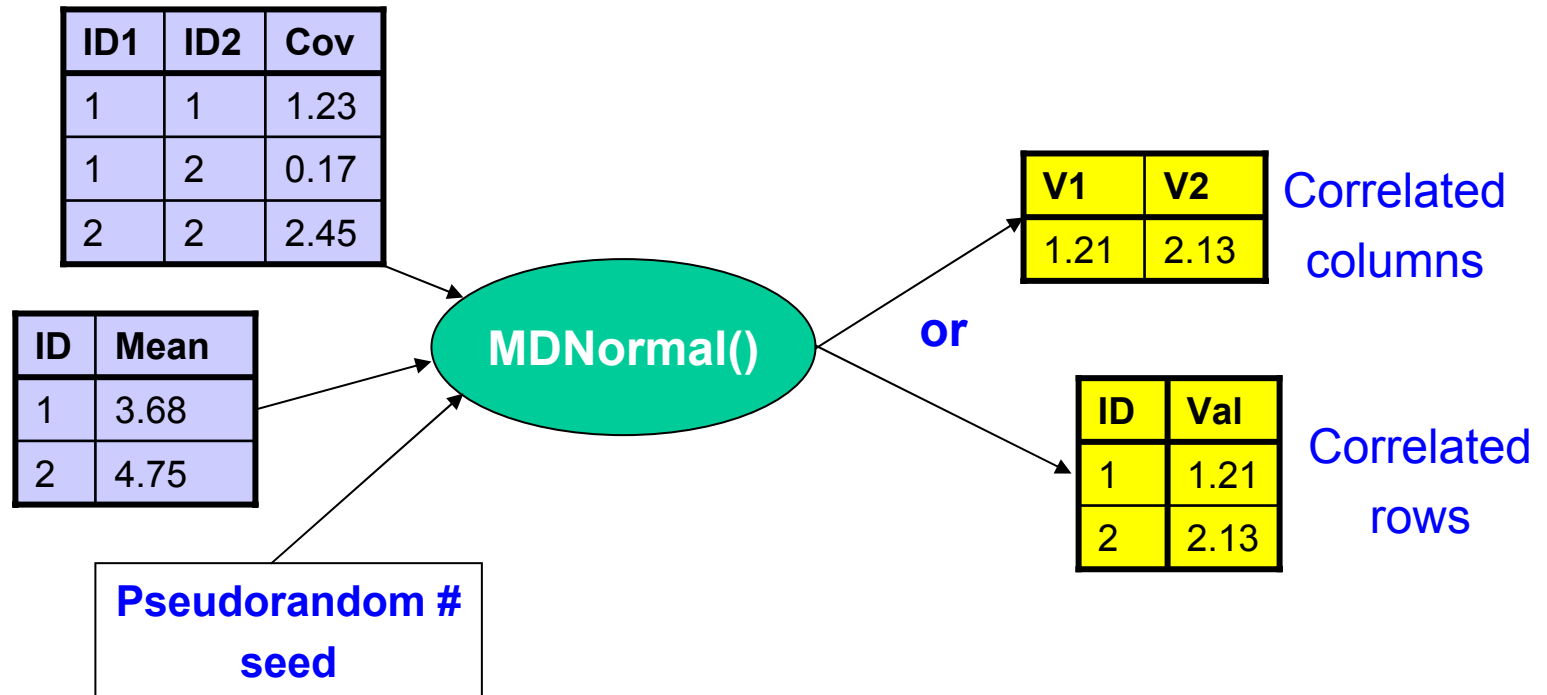 ID1 ID2 Cov
1 1 1.23
1 2 0.17
2 2 2.45
ID Mean
1 3.68
2 4.75
Pseudorandom #
seed
MDNormal()
or
V1 V2
1.21 2.13
Correlated
columns
ID Val
1 1.21
2 2.13
Correlated
rows